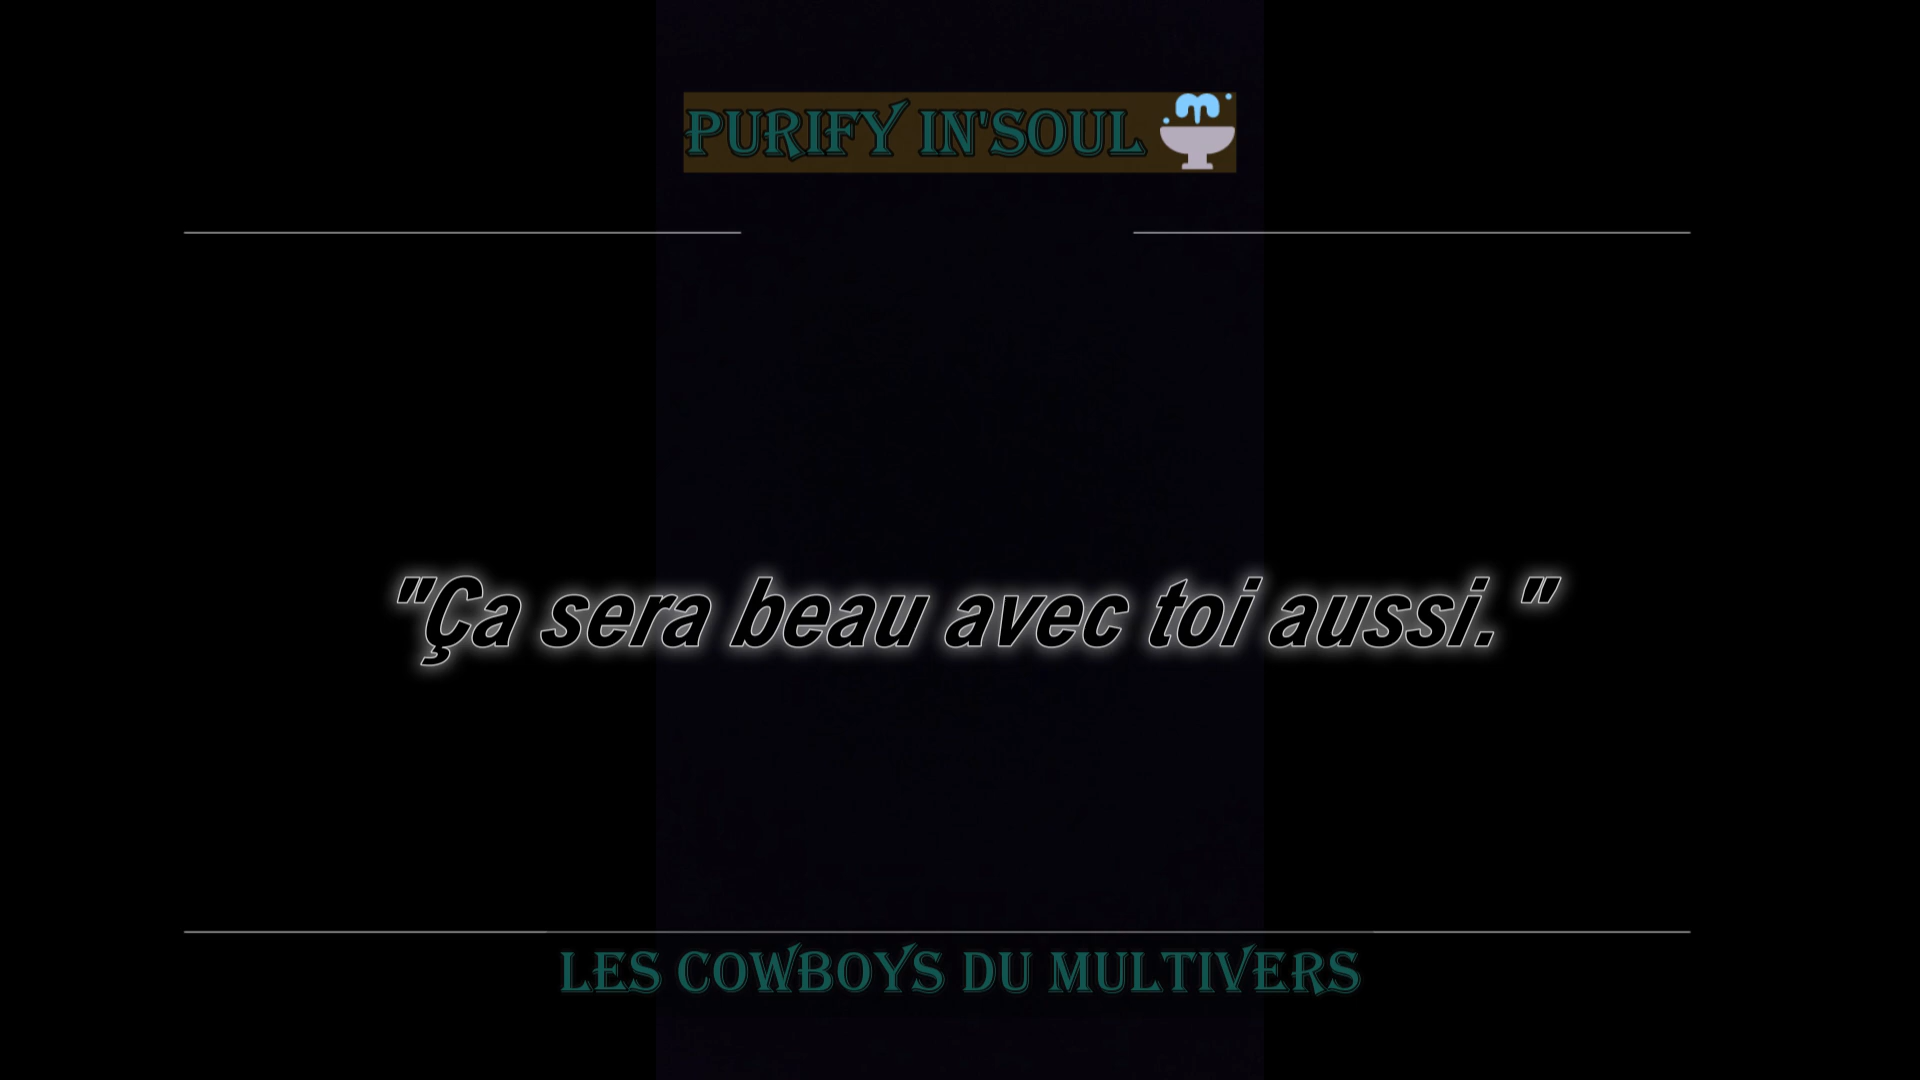 PURIFY IN'SOUL
"Ça sera beau avec toi aussi."
LES COWBOYS DU MULTIVERS